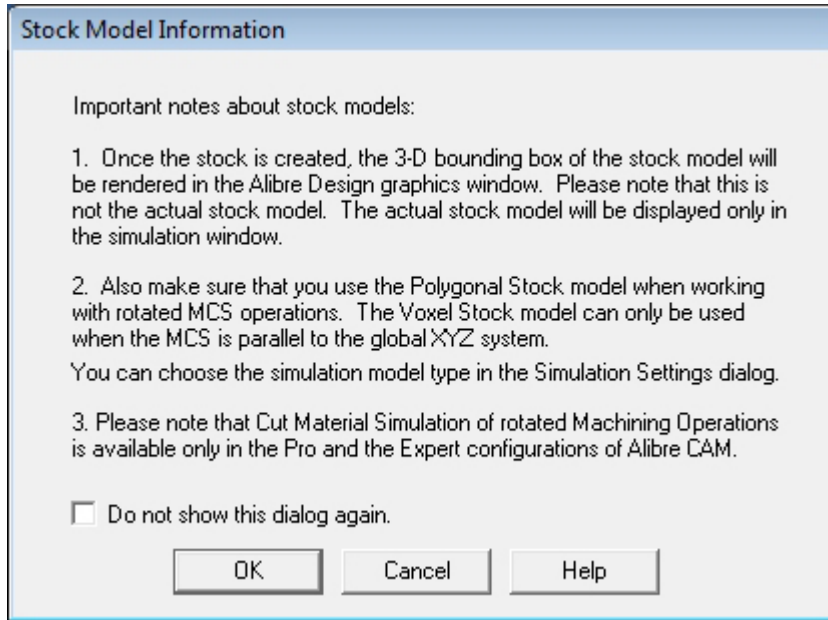 Stock Model Information
Important notes about stock models:
1. Once the stock is created, the 3-D bounding box of the stock model will
be rendered in the Alibre Design graphics window. Please note that this is
not the actual stock model. The actual stock model will be displayed only in
the simulation window.
2. Also make sure that you use the Polygonal Stock model when working
with rotated MCS operations. The Voxel Stock model can only be used
when the MCS is parallel to the global XYZ system.
You can choose the simulation model type in the Simulation Settings dialog.
3. Please note that Cut Material Simulation of rotated Machining Operations
is available only in the Pro and the Expert configurations of Alibre CAM.
Do not show this dialog again.
OK Cancel Help